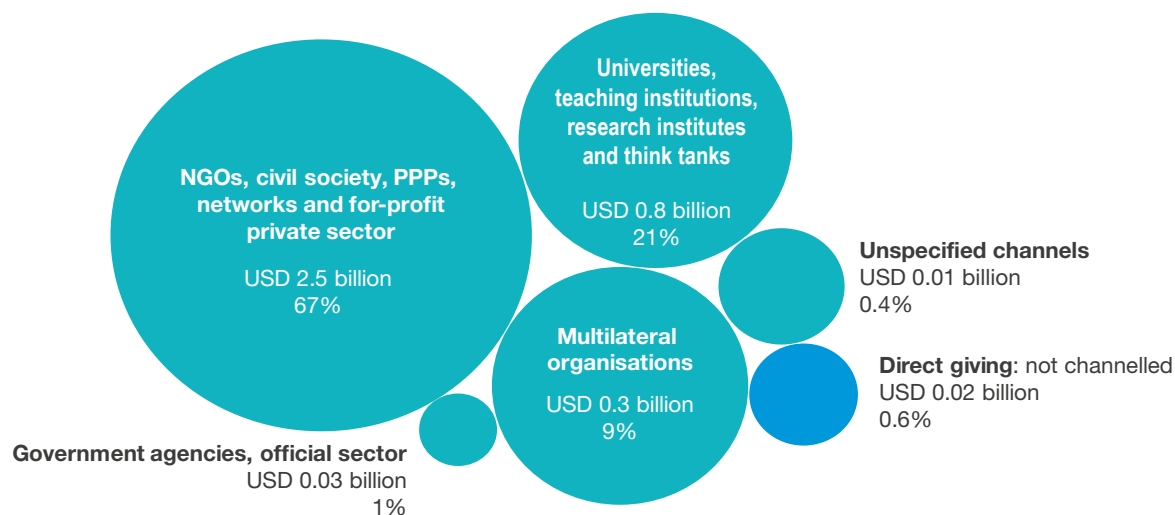 NGOs, civil society, PPPs,
networks and for-profit
private sector
USD 2.5 billion
67%
Universities,
teaching institutions,
research institutes
and think tanks
USD 0.8 billion
21%
Unspecified channels
USD 0.01 billion
0.4%
Multilateral
organisations
USD 0.3 billion
9%
Direct giving: not channelled
USD 0.02 billion
0.6%
Government agencies, official sector
USD 0.03 billion
1%